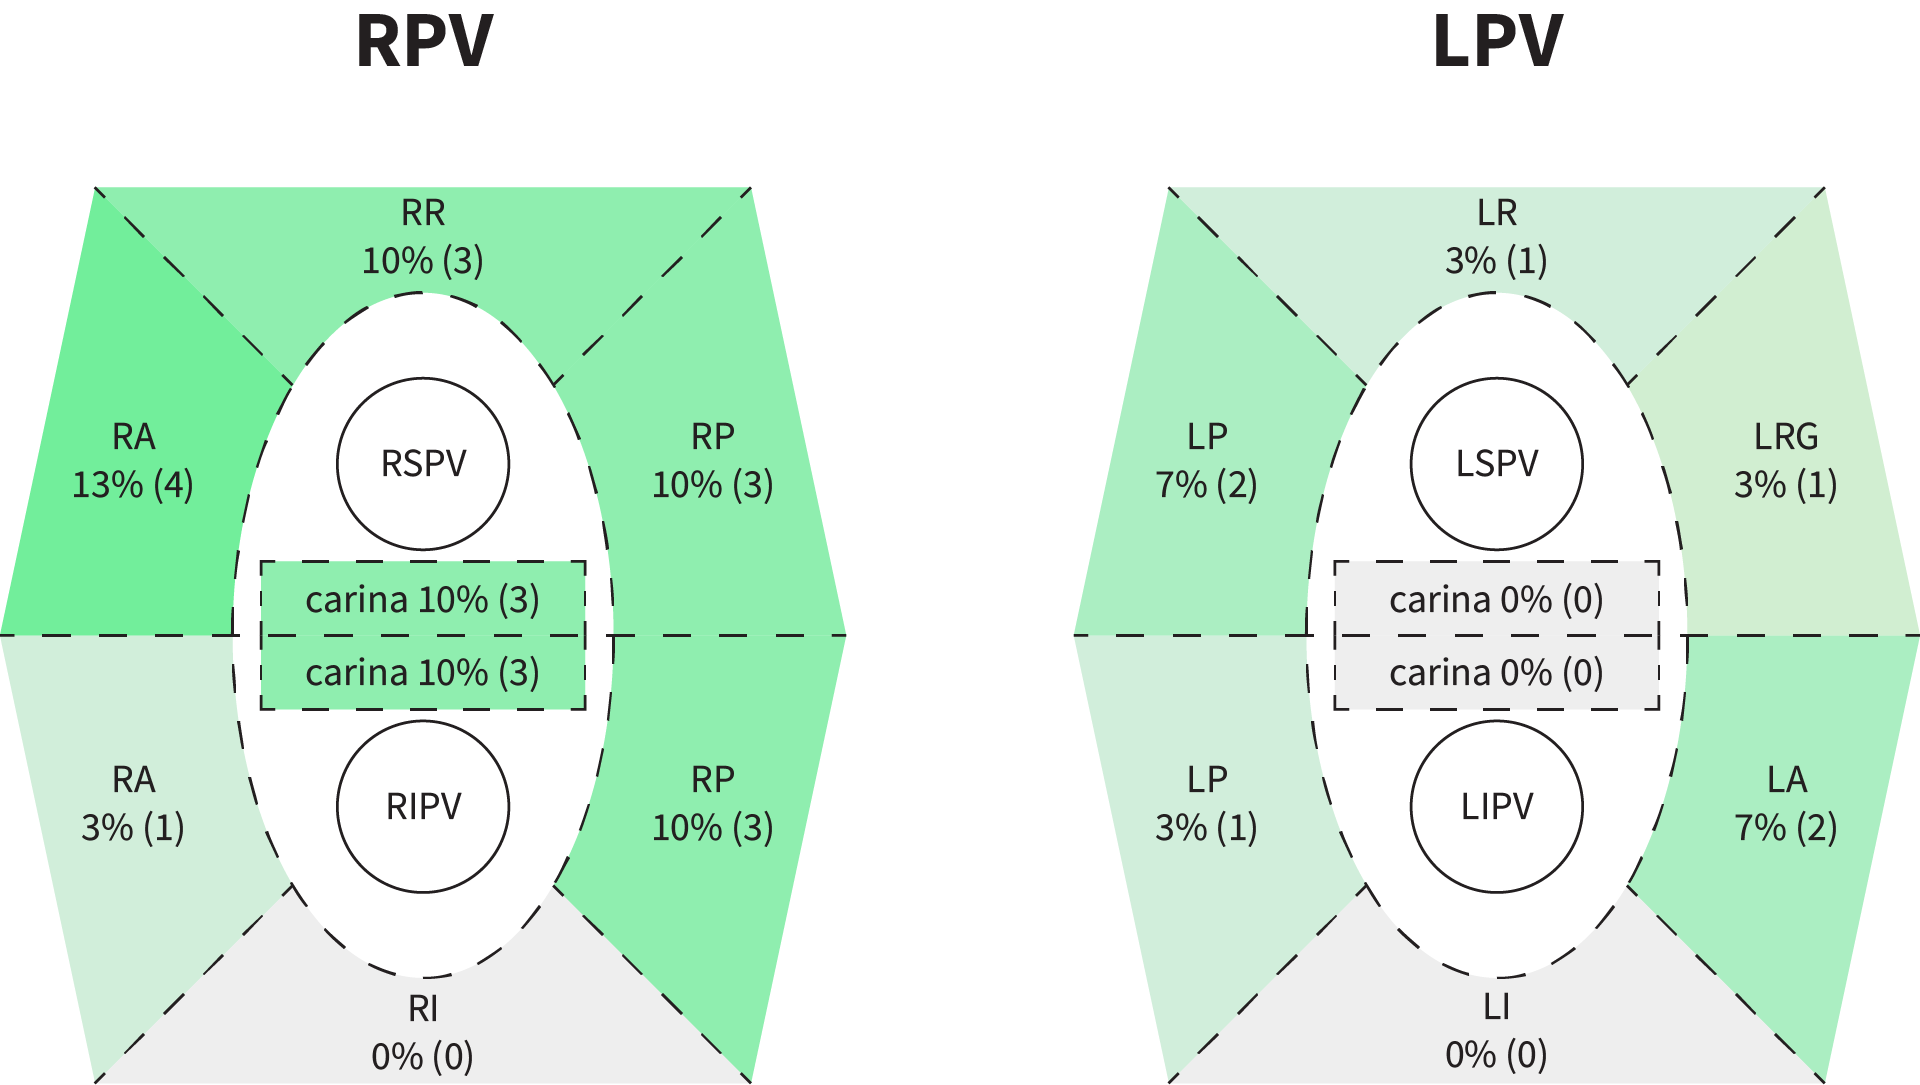 RPV
RR
10% (3)
RA
13% (4)
RSPV
RP
10% (3)
carina 10% (3)
carina 10% (3)
RA
3% (1)
RIPV
RP
10% (3)
RI
0% (0)
LPV
LR
3% (1)
LP
7% (2)
LSPV
LRG
3% (1)
carina 0% (0)
carina 0% (0)
LP
3% (1)
LIPV
LA
7% (2)
LI
0% (0)